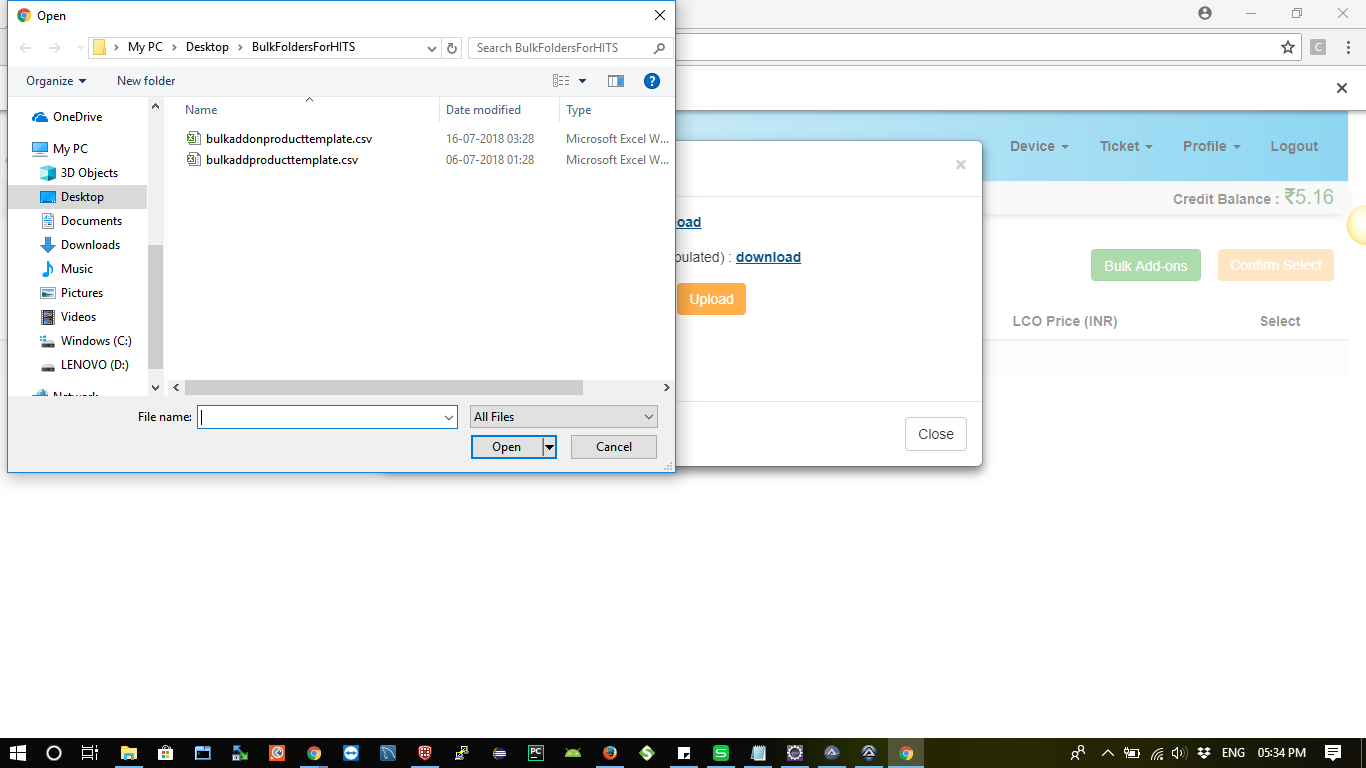 Open
My PC > Desktop > BulkFoldersForHITS
Search BulkFoldersForHITS
Organize
New folder
OneDrive
My PC
3D Objects
Desktop
Documents
Downloads
Music
Pictures
Videos
Windows (C:)
LENOVO (D:)
Network
Name Date modified Type
bulkaddonproducttemplate.csv 16-07-2018 03:28 Microsoft Excel W...
bulkaddproducttemplate.csv 06-07-2018 01:28 Microsoft Excel W...
File name:
All Files
Open
Cancel
C
Device Ticket Profile Logout
Credit Balance : ₹5.16
oad
pulated) : download
Upload
Close
Bulk Add-ons
Confirm Select
LCO Price (INR) Select
PC
S
ENG 05:34 PM